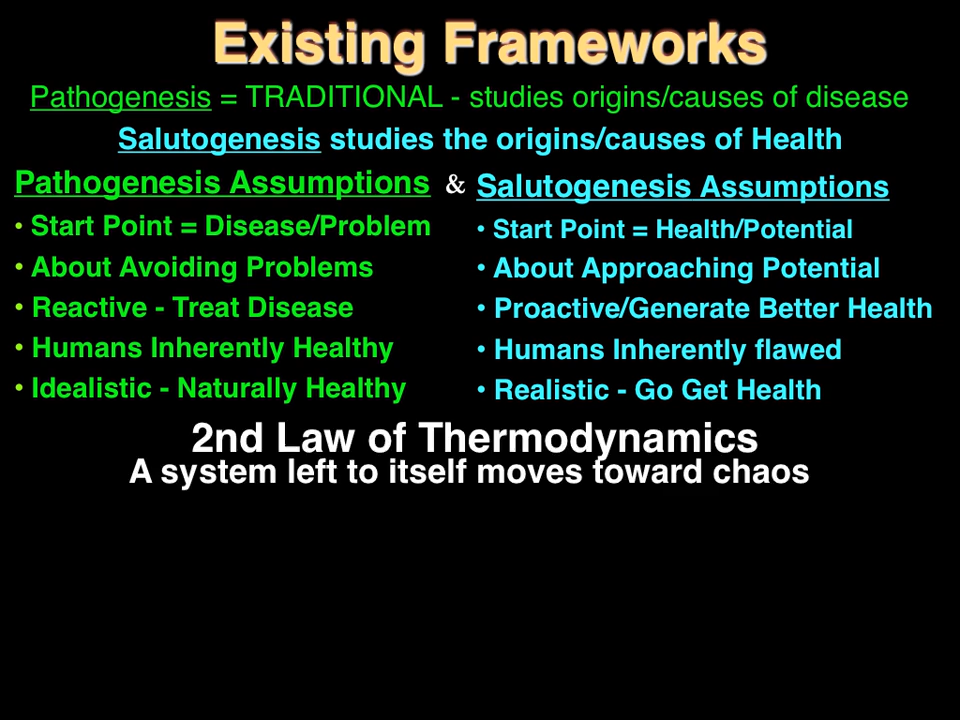 Existing Frameworks
Pathogenesis = TRADITIONAL - studies origins/causes of disease
Salutogenesis studies the origins/causes of Health
Pathogenesis Assumptions & Salutogenesis Assumptions
• Start Point = Disease/Problem
• About Avoiding Problems
• Reactive - Treat Disease
• Humans Inherently Healthy
• Idealistic - Naturally Healthy
• Start Point = Health/Potential
• About Approaching Potential
• Proactive/Generate Better Health
• Humans Inherently flawed
• Realistic - Go Get Health
2nd Law of Thermodynamics
A system left to itself moves toward chaos